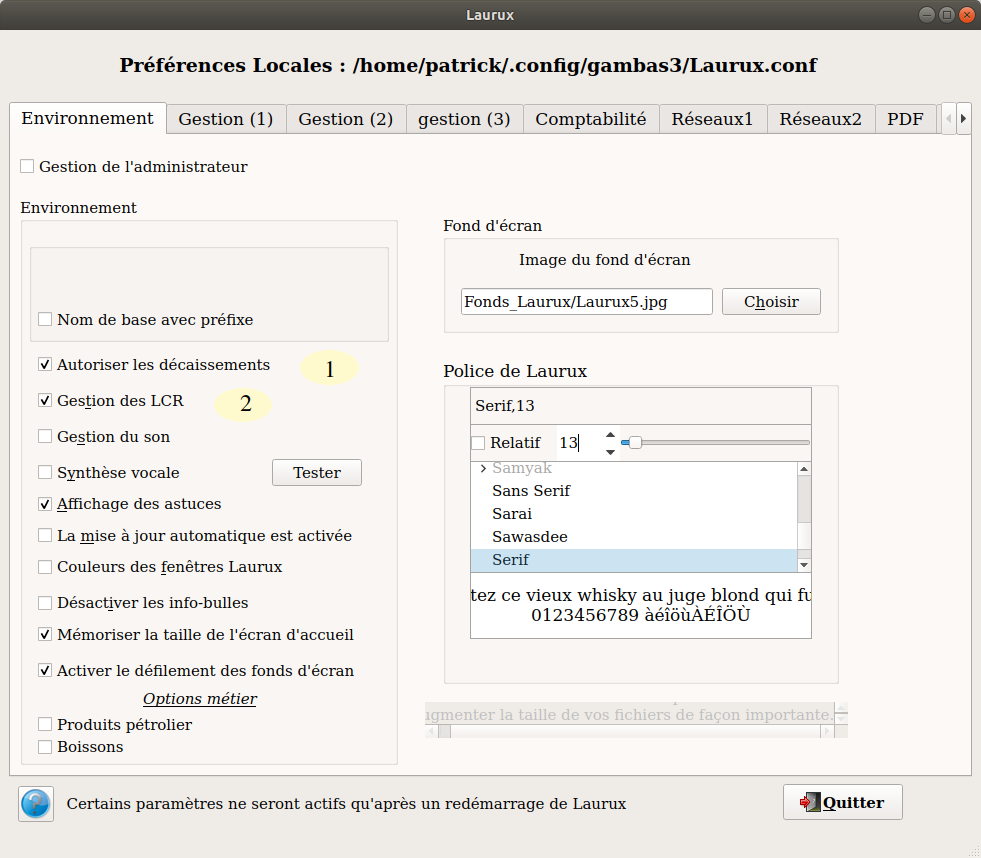 Laurux
Préférences Locales : /home/patrick/.config/gambas3/Laurux.conf
Environnement Gestion (1) Gestion (2) gestion (3) Comptabilité Réseaux1 Réseaux2 PDF
Gestion de l'administrateur
Environnement
Nom de base avec préfixe
Autoriser les décaissements 1
Gestion des LCR 2
Gestion du son
Synthèse vocale Tester
Affichage des astuces
La mise à jour automatique est activée
Couleurs des fenêtres Laurux
Désactiver les info-bulles
Mémoriser la taille de l'écran d'accueil
Activer le défilement des fonds d'écran
Options métier
Produits pétrolier
Boissons
Fond d'écran
Image du fond d'écran
Fonds_Laurux/Laurux5.jpg Choisir
Police de Laurux
Serif,13
Relatif 13
Samyak
Sans Serif
Sarai
Sawasdee
Serif
tez ce vieux whisky au juge blond qui fu
0123456789 àéîöùÀÉÎÖÙ
ugmenter la taille de vos fichiers de façon importante.
Certains paramètres ne seront actifs qu'après un redémarrage de Laurux
Quitter